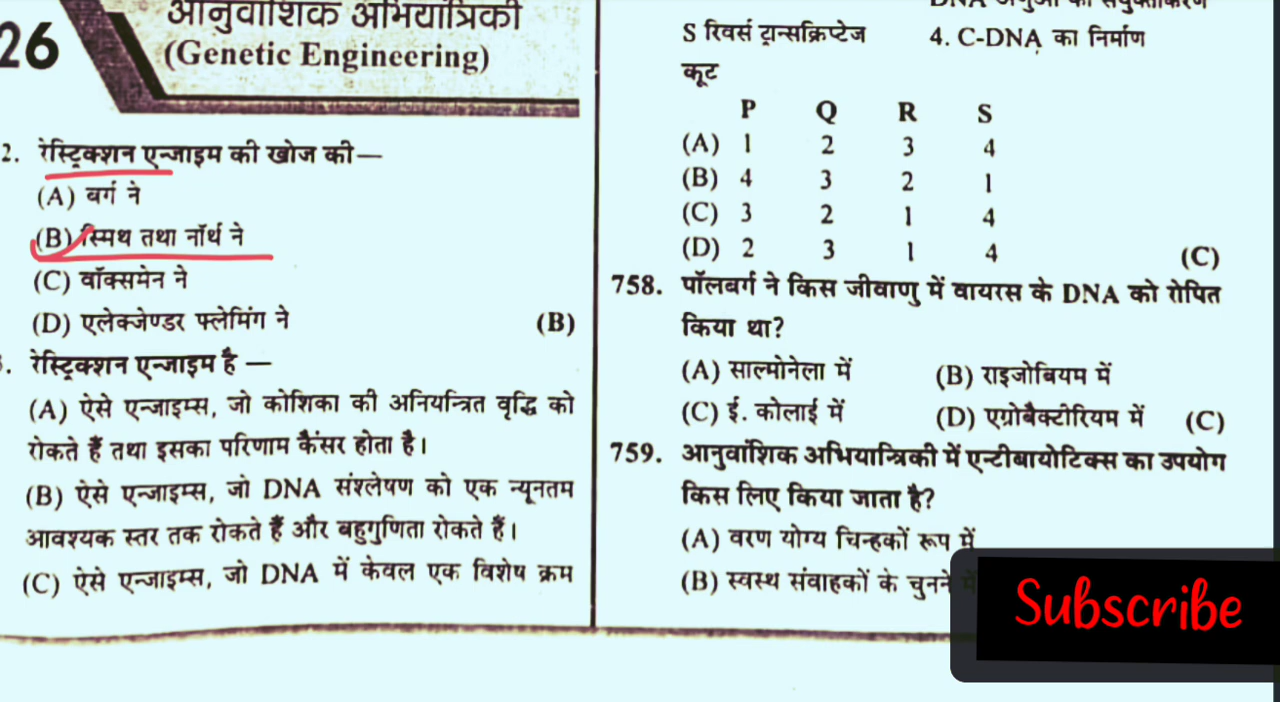 26
आनुवांशिक अभियांत्रिकी
(Genetic Engineering)
2. रेस्ट्रिक्शन एन्जाइम की खोज की—
(A) बर्ग ने
(B) स्मिथ तथा नॉर्थ ने
(C) वॉक्समेन ने
(D) एलेक्जेण्डर फ्लेमिंग ने (B)
. रेस्ट्रिक्शन एन्जाइम है —
(A) ऐसे एन्जाइम्स, जो कोशिका की अनियन्त्रित वृद्धि को
रोकते हैं तथा इसका परिणाम कैंसर होता है।
(B) ऐसे एन्जाइम्स, जो DNA संश्लेषण को एक न्यूनतम
आवश्यक स्तर तक रोकते हैं और बहुगुणिता रोकते हैं।
(C) ऐसे एन्जाइम्स, जो DNA में केवल एक विशेष क्रम
DNA अणुओं का संयुक्तीकरण
S रिवर्स ट्रान्सक्रिप्टेज 4. C-DNA का निर्माण
कूट
P Q R S
(A) 1 2 3 4
(B) 4 3 2 1
(C) 3 2 1 4
(D) 2 3 1 4 (C)
758. पॉलबर्ग ने किस जीवाणु में वायरस के DNA को रोपित
किया था?
(A) साल्मोनेला में (B) राइजोबियम में
(C) ई. कोलाई में (D) एग्रोबैक्टीरियम में (C)
759. आनुवांशिक अभियान्त्रिकी में एन्टीबायोटिक्स का उपयोग
किस लिए किया जाता है?
(A) वरण योग्य चिन्हकों रूप में
(B) स्वस्थ संवाहकों के चुनने में
Subscribe